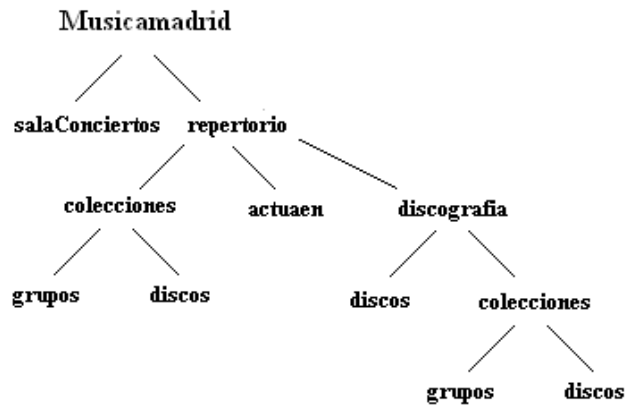 Musicamadrid
salaConciertos repertorio
colecciones actuaen discografia
grupos discos discos colecciones
grupos discos